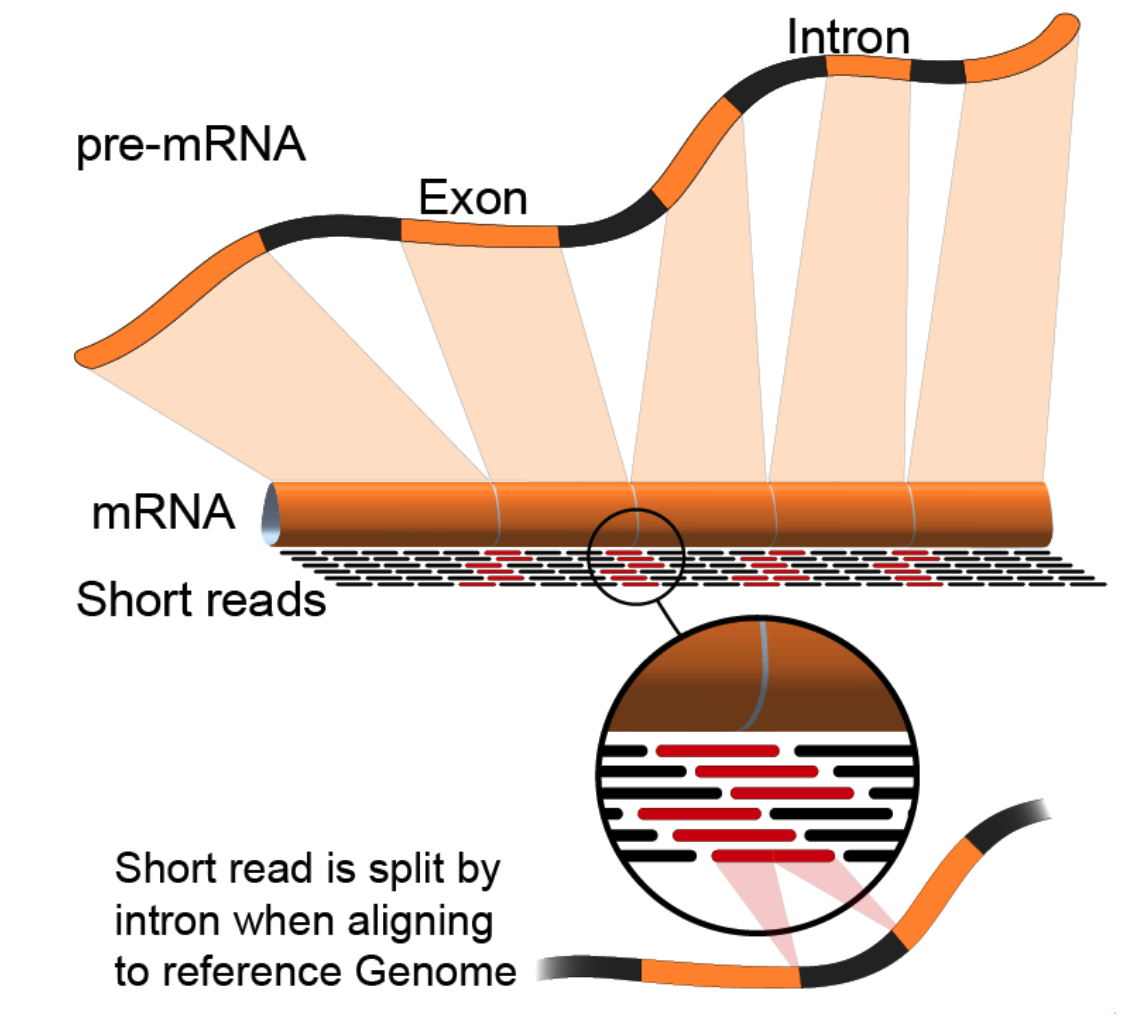 Intron
pre-mRNA
Exon
mRNA
Short reads
Short read is split by
intron when aligning
to reference Genome